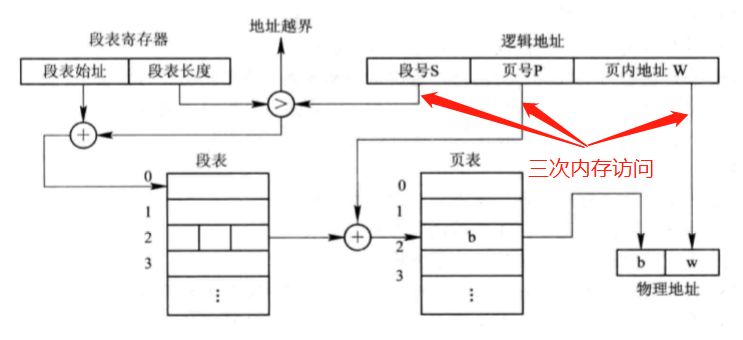 地址越界
段表寄存器
逻辑地址
段表始址 段表长度
段号S 页号P 页内地址 W
>
+
三次内存访问
段表
页表
0
1
2
3
⋮
+
0
1
2
3
b
⋮
b w
物理地址